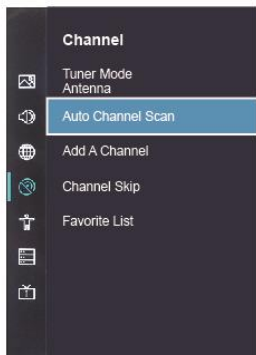 Channel
Tuner Mode
Antenna
Auto Channel Scan
Add A Channel
Channel Skip
Favorite List